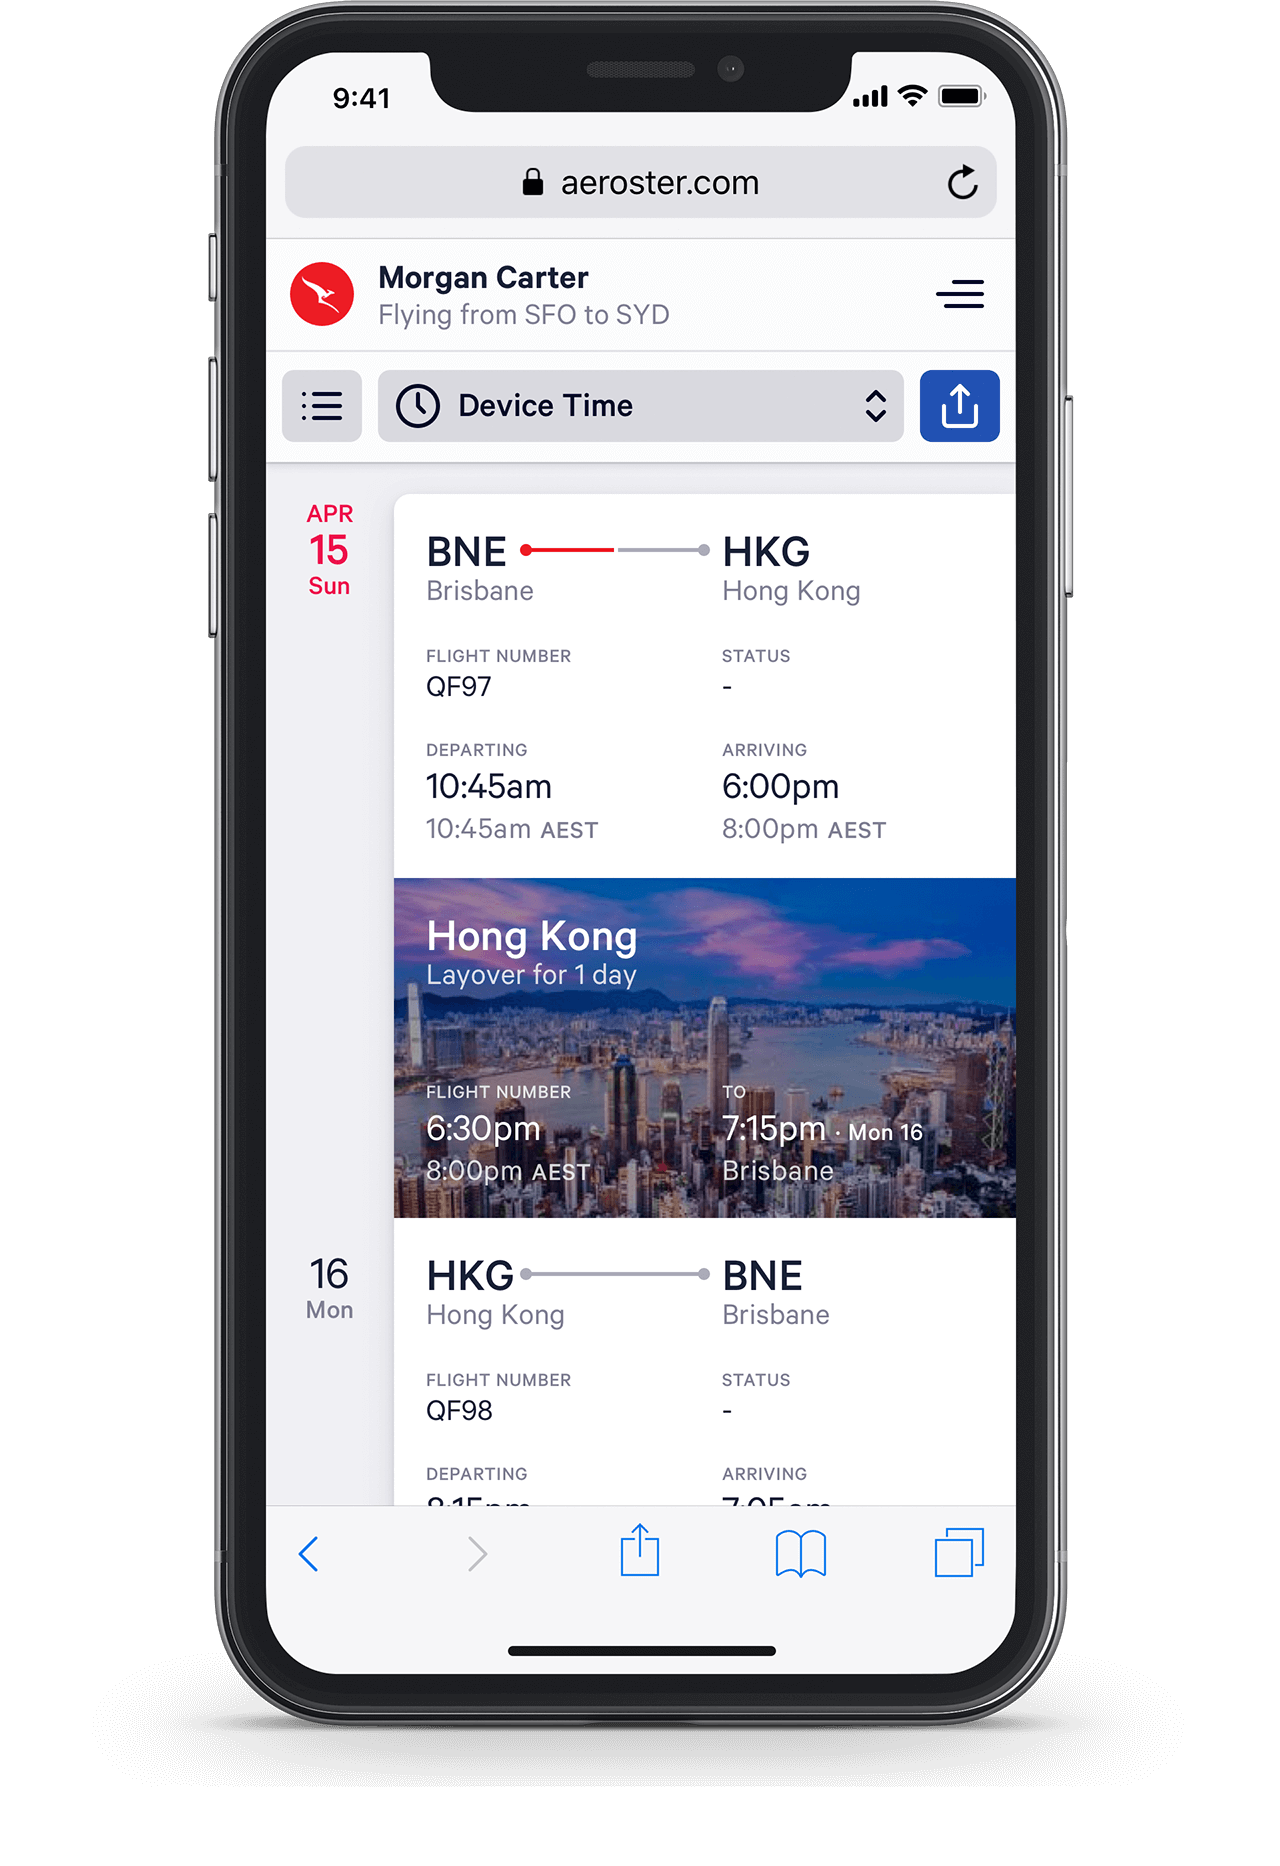 9:41
aeroster.com
Morgan Carter
Flying from SFO to SYD
Device Time
APR
15
Sun
BNE HKG
Brisbane Hong Kong
FLIGHT NUMBER STATUS
QF97 -
DEPARTING ARRIVING
10:45am 6:00pm
10:45am AEST 8:00pm AEST
Hong Kong
Layover for 1 day
FLIGHT NUMBER TO
6:30pm 7:15pm · Mon 16
8:00pm AEST Brisbane
16
Mon
HKG BNE
Hong Kong Brisbane
FLIGHT NUMBER STATUS
QF98 -
DEPARTING ARRIVING